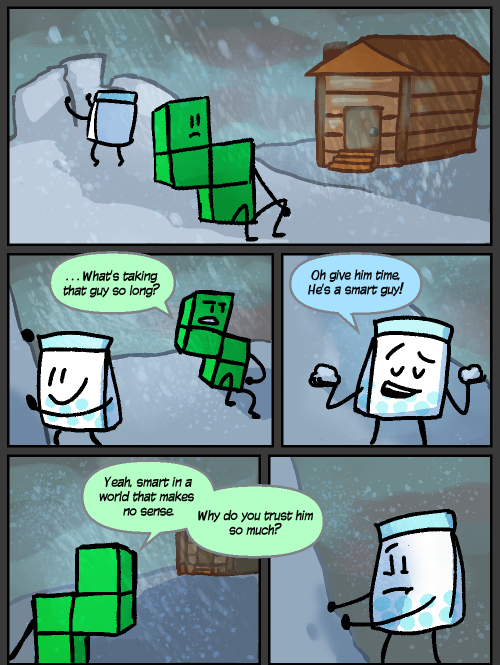 . . . What's taking
that guy so long?
Oh give him time,
He's a smart guy!
Yeah, smart in a
world that makes
no sense.
Why do you trust him
so much?